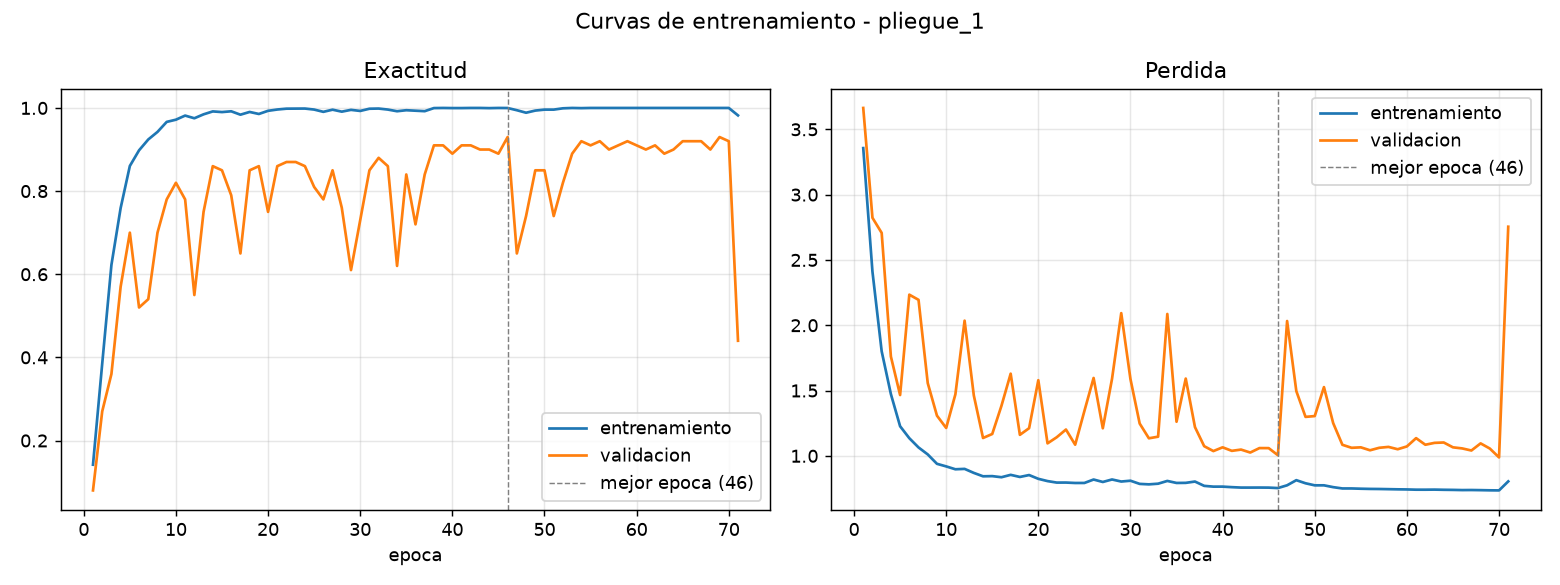 Curvas de entrenamiento - pliegue_1
Exactitud
1.0
0.8
0.6
0.4
0.2
entrenamiento
validacion
mejor epoca (46)
0 10 20 30 40 50 60 70
epoca
Perdida
3.5
3.0
2.5
2.0
1.5
1.0
entrenamiento
validacion
mejor epoca (46)
0 10 20 30 40 50 60 70
epoca